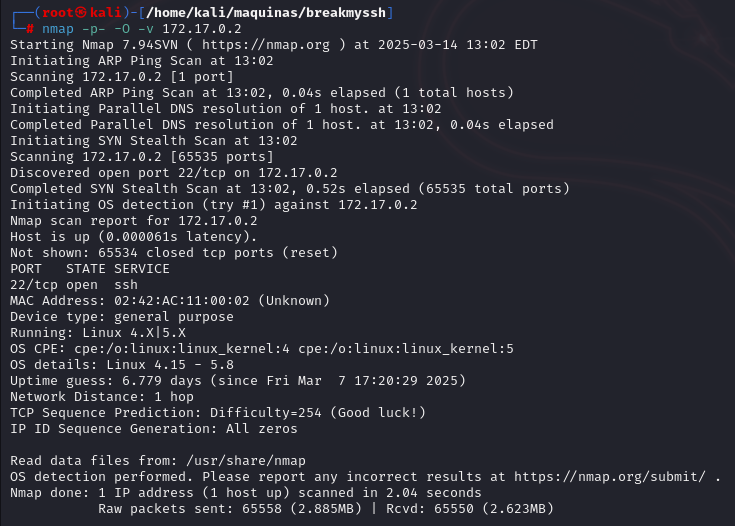 ┌──(root㉿kali)-[/home/kali/maquinas/breakmyssh]
└─# nmap -p- -O -v 172.17.0.2
Starting Nmap 7.94SVN ( https://nmap.org ) at 2025-03-14 13:02 EDT
Initiating ARP Ping Scan at 13:02
Scanning 172.17.0.2 [1 port]
Completed ARP Ping Scan at 13:02, 0.04s elapsed (1 total hosts)
Initiating Parallel DNS resolution of 1 host. at 13:02
Completed Parallel DNS resolution of 1 host. at 13:02, 0.04s elapsed
Initiating SYN Stealth Scan at 13:02
Scanning 172.17.0.2 [65535 ports]
Discovered open port 22/tcp on 172.17.0.2
Completed SYN Stealth Scan at 13:02, 0.52s elapsed (65535 total ports)
Initiating OS detection (try #1) against 172.17.0.2
Nmap scan report for 172.17.0.2
Host is up (0.000061s latency).
Not shown: 65534 closed tcp ports (reset)
PORT   STATE SERVICE
22/tcp open  ssh
MAC Address: 02:42:AC:11:00:02 (Unknown)
Device type: general purpose
Running: Linux 4.X|5.X
OS CPE: cpe:/o:linux:linux_kernel:4 cpe:/o:linux:linux_kernel:5
OS details: Linux 4.15 - 5.8
Uptime guess: 6.779 days (since Fri Mar  7 17:20:29 2025)
Network Distance: 1 hop
TCP Sequence Prediction: Difficulty=254 (Good luck!)
IP ID Sequence Generation: All zeros

Read data files from: /usr/share/nmap
OS detection performed. Please report any incorrect results at https://nmap.org/submit/ .
Nmap done: 1 IP address (1 host up) scanned in 2.04 seconds
           Raw packets sent: 65558 (2.885MB) | Rcvd: 65550 (2.623MB)